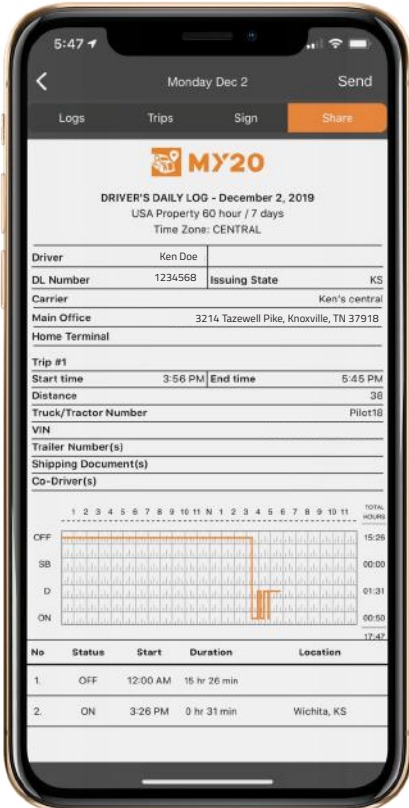 5:47
Monday Dec 2 Send
Logs Trips Sign Share
MY20
DRIVER'S DAILY LOG - December 2, 2019
USA Property 60 hour / 7 days
Time Zone: CENTRAL
Driver Ken Doe
DL Number 1234568 Issuing State KS
Carrier Ken's central
Main Office 3214 Tazewell Pike, Knoxville, TN 37918
Home Terminal
Trip #1
Start time 3:56 PM End time 5:45 PM
Distance 38
Truck/Tractor Number Pilot18
VIN
Trailer Number(s)
Shipping Document(s)
Co-Driver(s)
1 2 3 4 5 6 7 8 9 10 11 N 1 2 3 4 5 6 7 8 9 10 11 TOTAL HOURS
OFF 15:26
SB 00:00
D 01:31
ON 00:50
17:47
No Status Start Duration Location
1. OFF 12:00 AM 15 hr 26 min
2. ON 3:26 PM 0 hr 31 min Wichita, KS